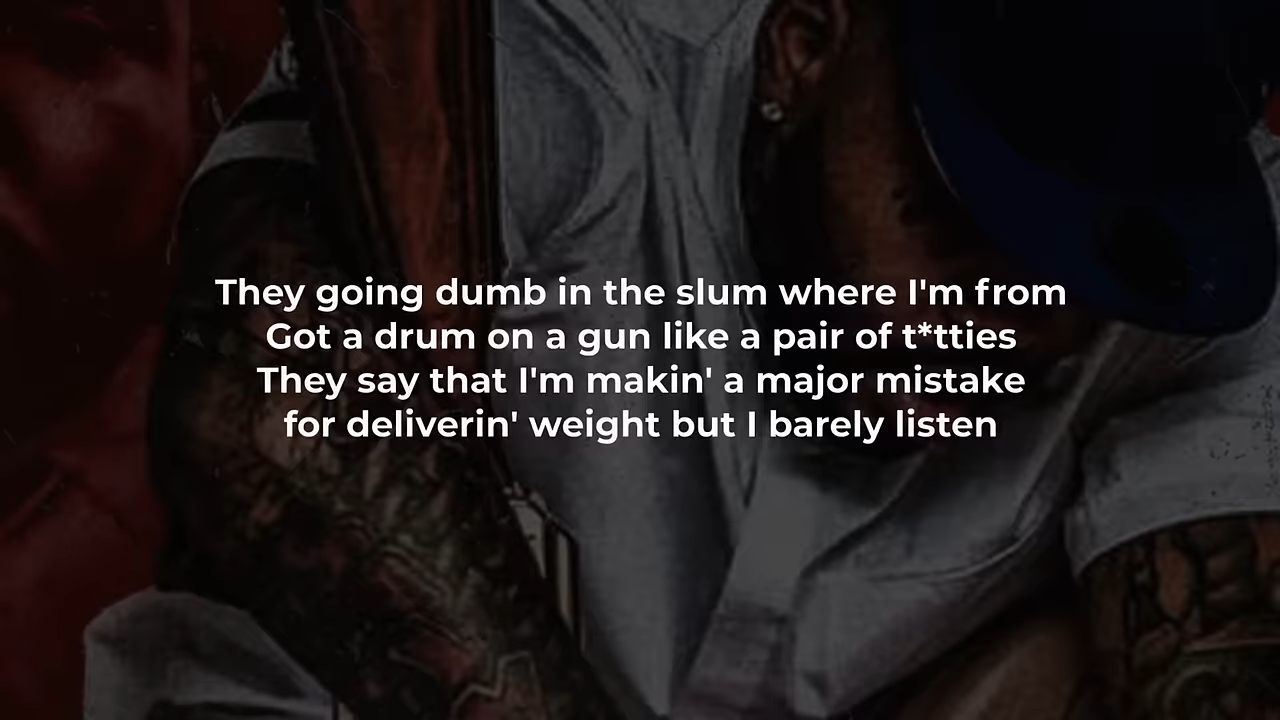 They going dumb in the slum where I'm from
Got a drum on a gun like a pair of t*tties
They say that I'm makin' a major mistake
for deliverin' weight but I barely listen